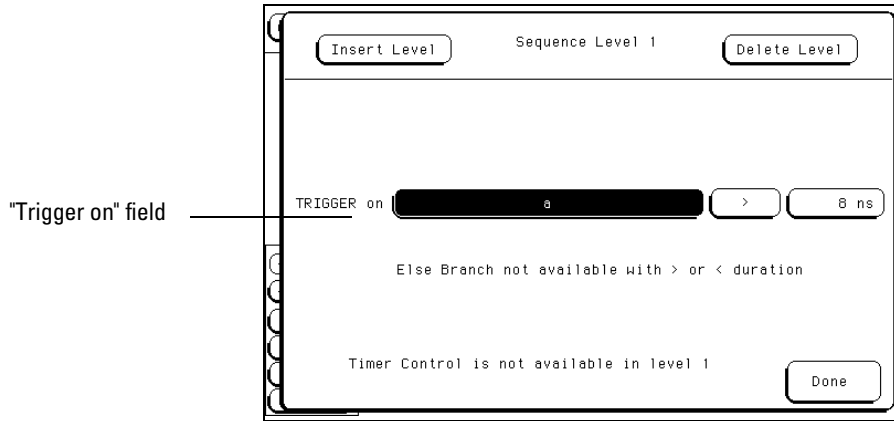 Insert Level Sequence Level 1 Delete Level
"Trigger on" field
TRIGGER on a > 8 ns
Else Branch not available with > or < duration
Timer Control is not available in level 1
Done